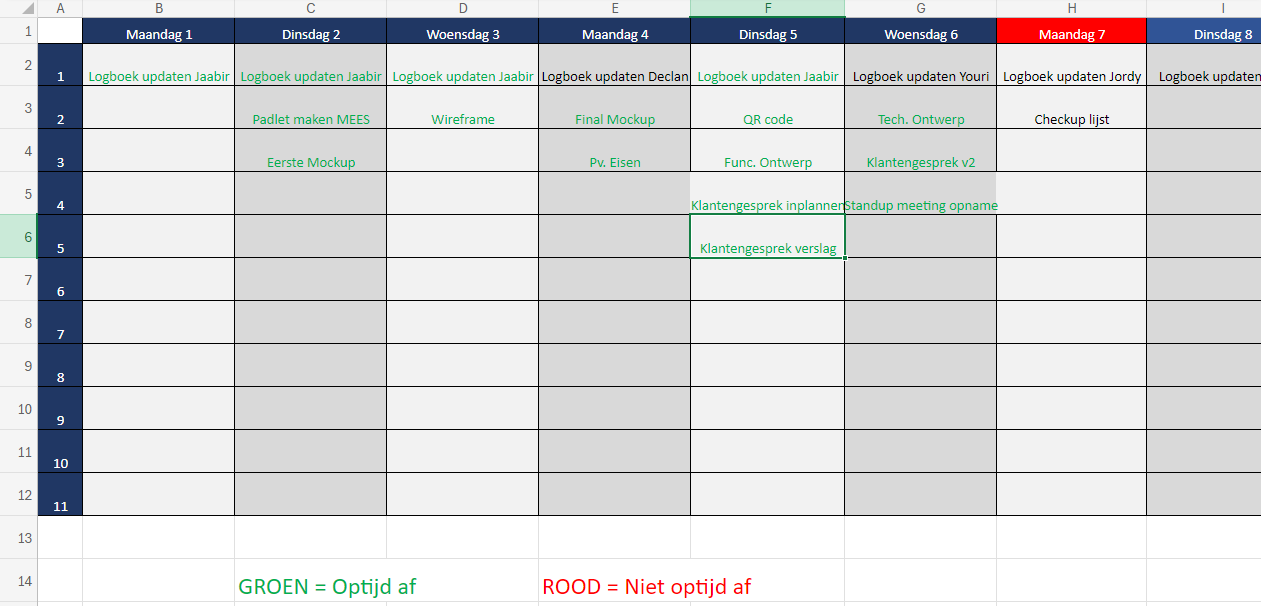 A B C D E F G H I
1 Maandag 1 Dinsdag 2 Woensdag 3 Maandag 4 Dinsdag 5 Woensdag 6 Maandag 7 Dinsdag 8
2 1 Logboek updaten Jaabir Logboek updaten Jaabir Logboek updaten Jaabir Logboek updaten Declan Logboek updaten Jaabir Logboek updaten Youri Logboek updaten Jordy Logboek updaten
3 2 Padlet maken MEES Wireframe Final Mockup QR code Tech. Ontwerp Checkup lijst
4 3 Eerste Mockup Pv. Eisen Func. Ontwerp Klantengesprek v2
5 4 Klantengesprek inplannen Standup meeting opname
6 5 Klantengesprek verslag
7 6
8 7
9 8
10 9
11 10
12 11
13
14 GROEN = Optijd af ROOD = Niet optijd af